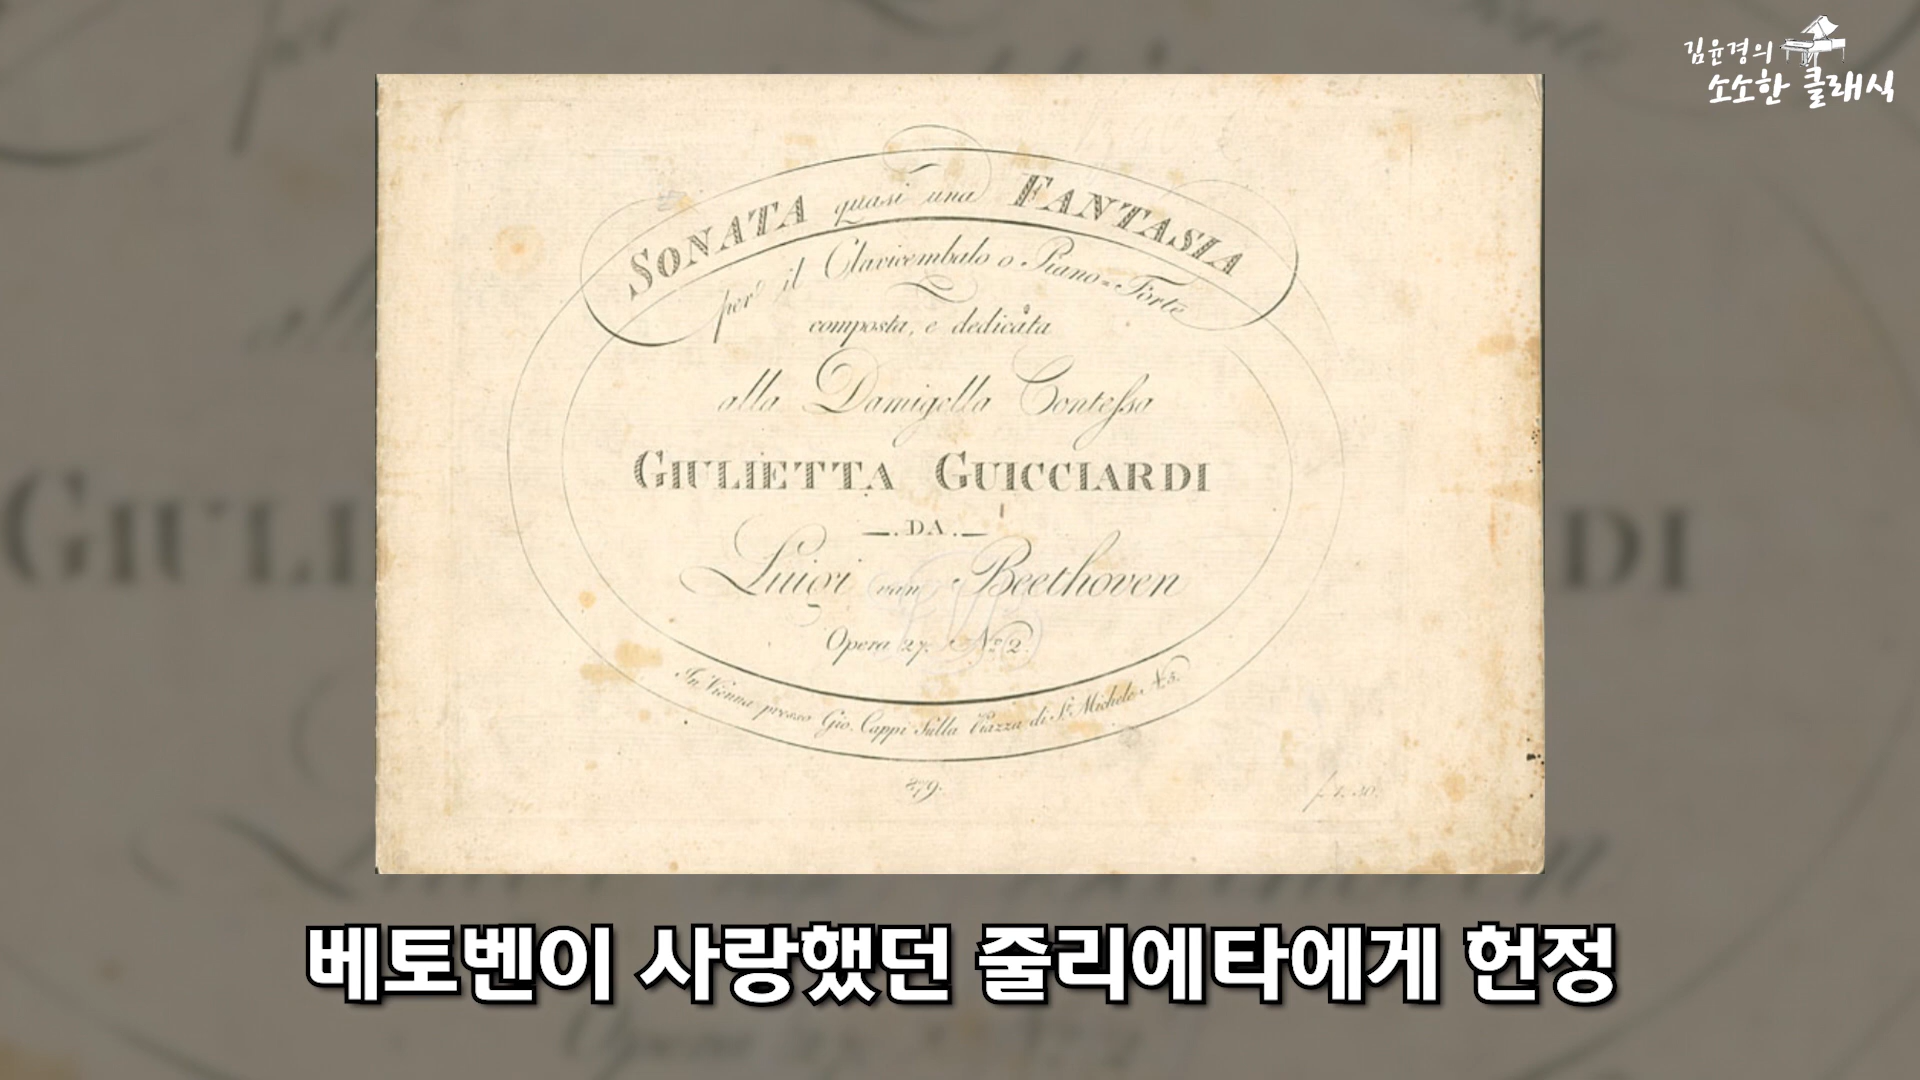 김윤경의
소소한 클래식
SONATA quasi una FANTASIA
per il Clavicembalo o Piano=Forte
composta, e dedicata
alla Damigella Contessa
GIULIETTA GUICCIARDI
DA
Luigi van Beethoven
Opera 27. No. 2.
In Vienna presso Gio. Cappi Sulla Piazza di St. Michele No. 5.
879.
f. 1.30.
베토벤이 사랑했던 줄리에타에게 헌정